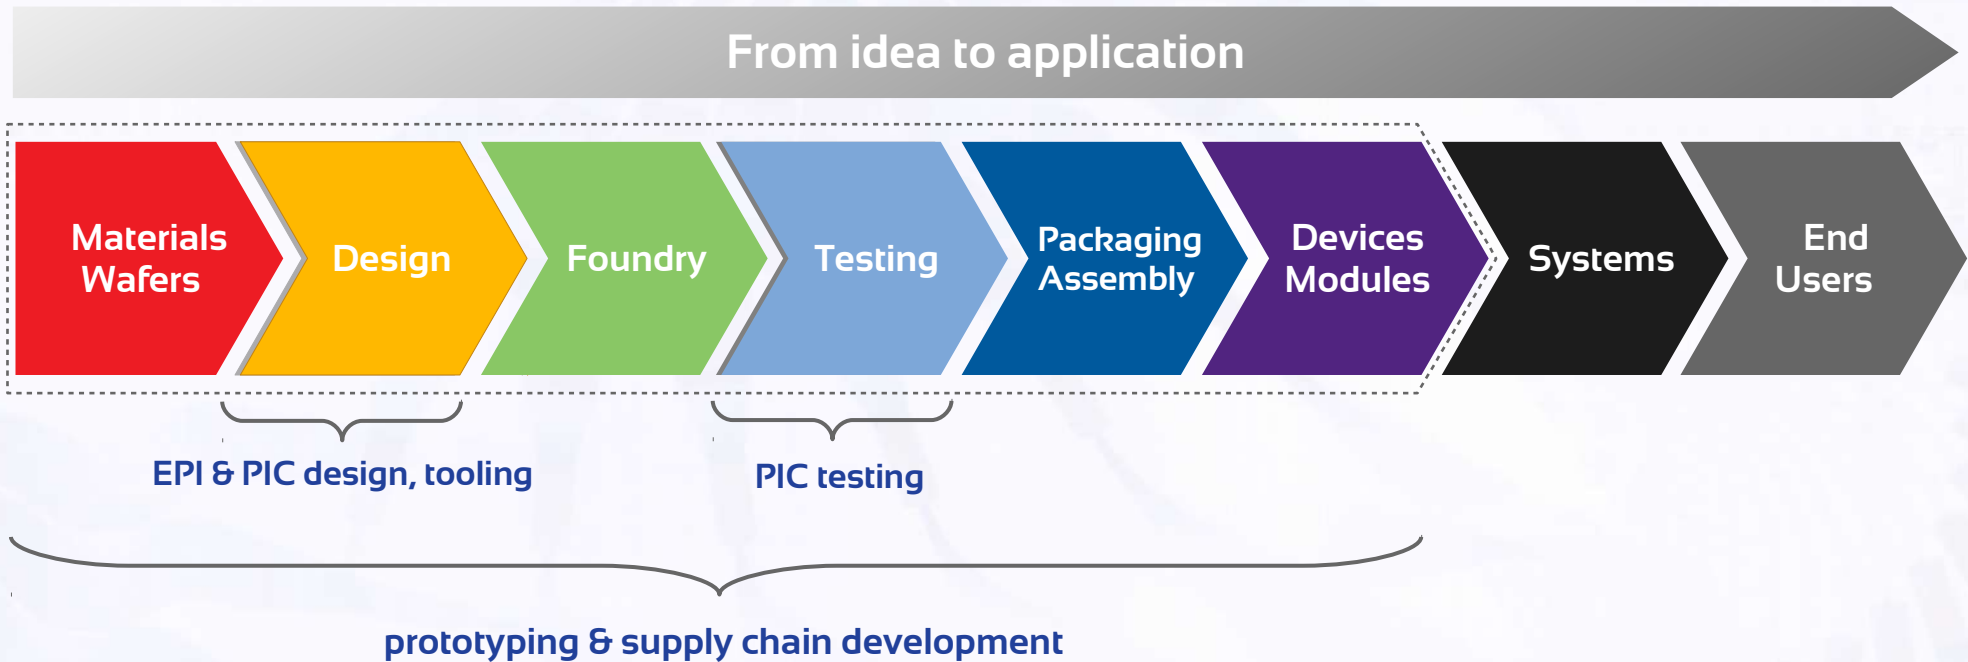 From idea to application
Materials
Wafers
Design
Foundry
Testing
Packaging
Assembly
Devices
Modules
Systems
End
Users
EPI & PIC design, tooling
PIC testing
prototyping & supply chain development